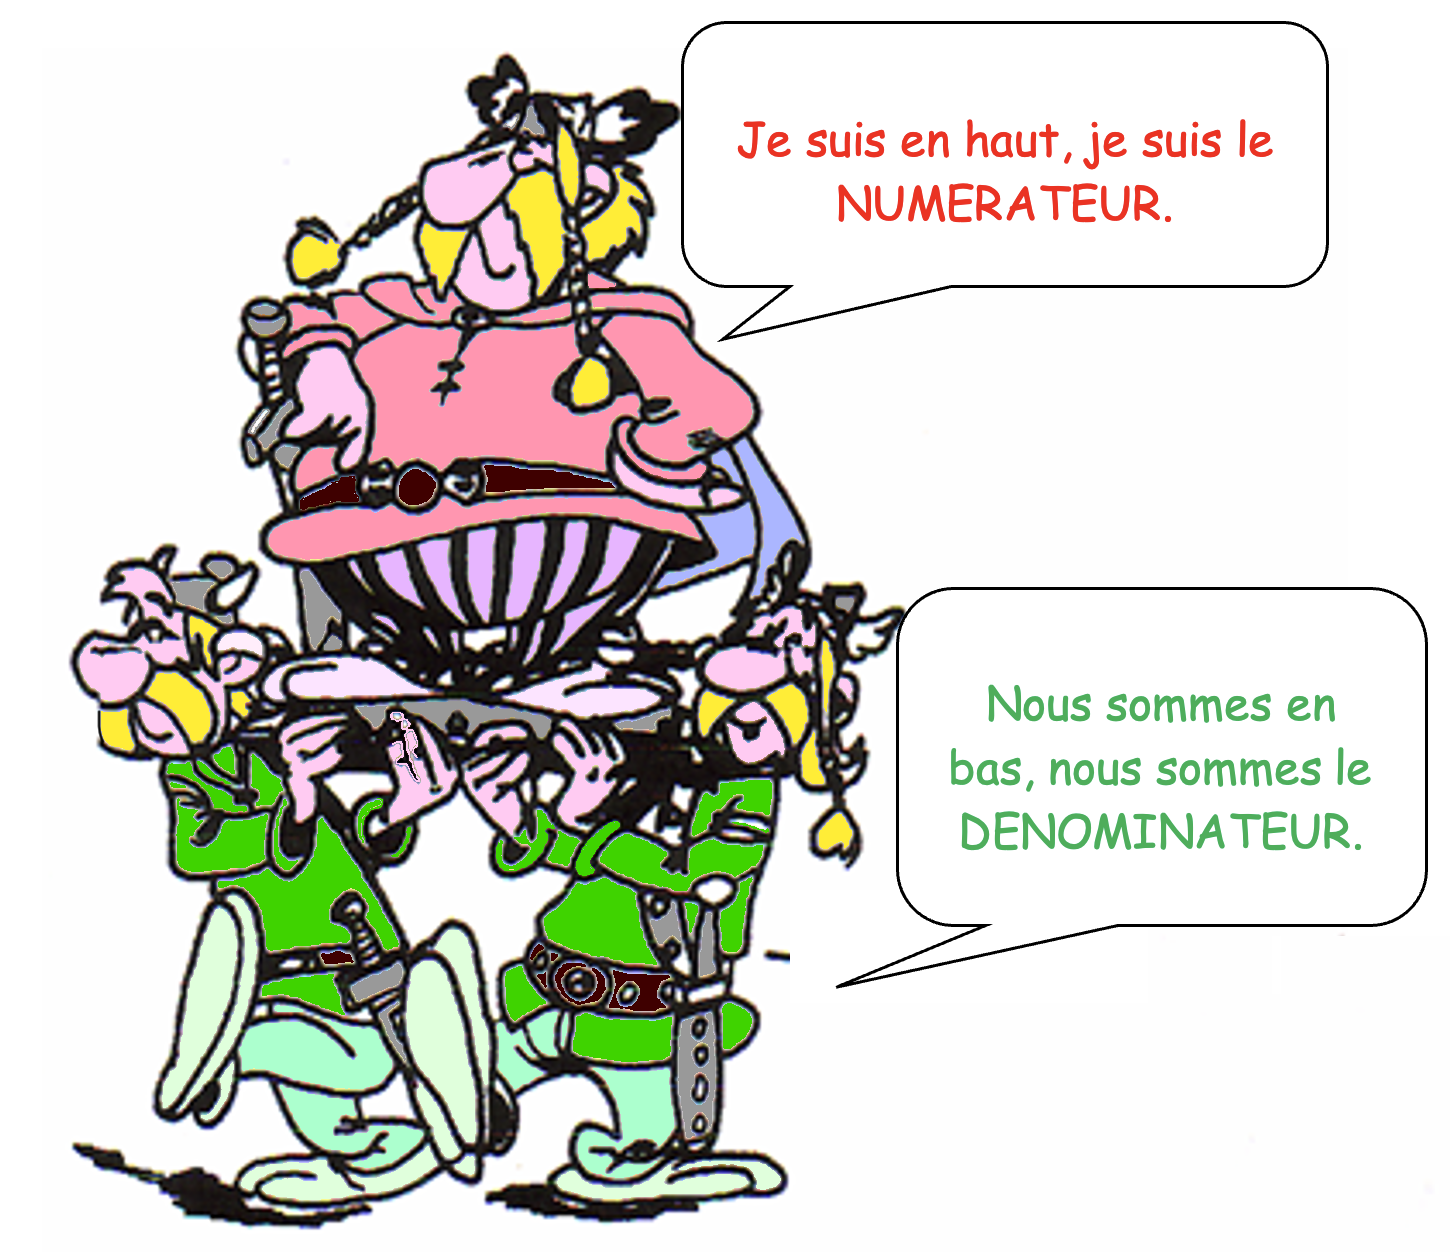 Je suis en haut, je suis le
NUMERATEUR.
Nous sommes en
bas, nous sommes le
DENOMINATEUR.